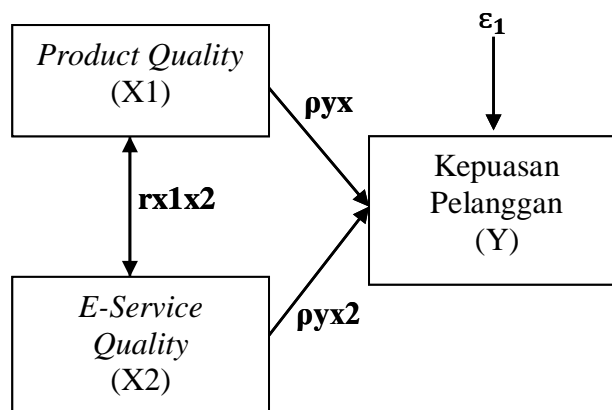 ε₁
Product Quality
(X1)
ρyx
Kepuasan
Pelanggan
(Y)
rx1x2
E-Service
Quality
(X2)
ρyx2